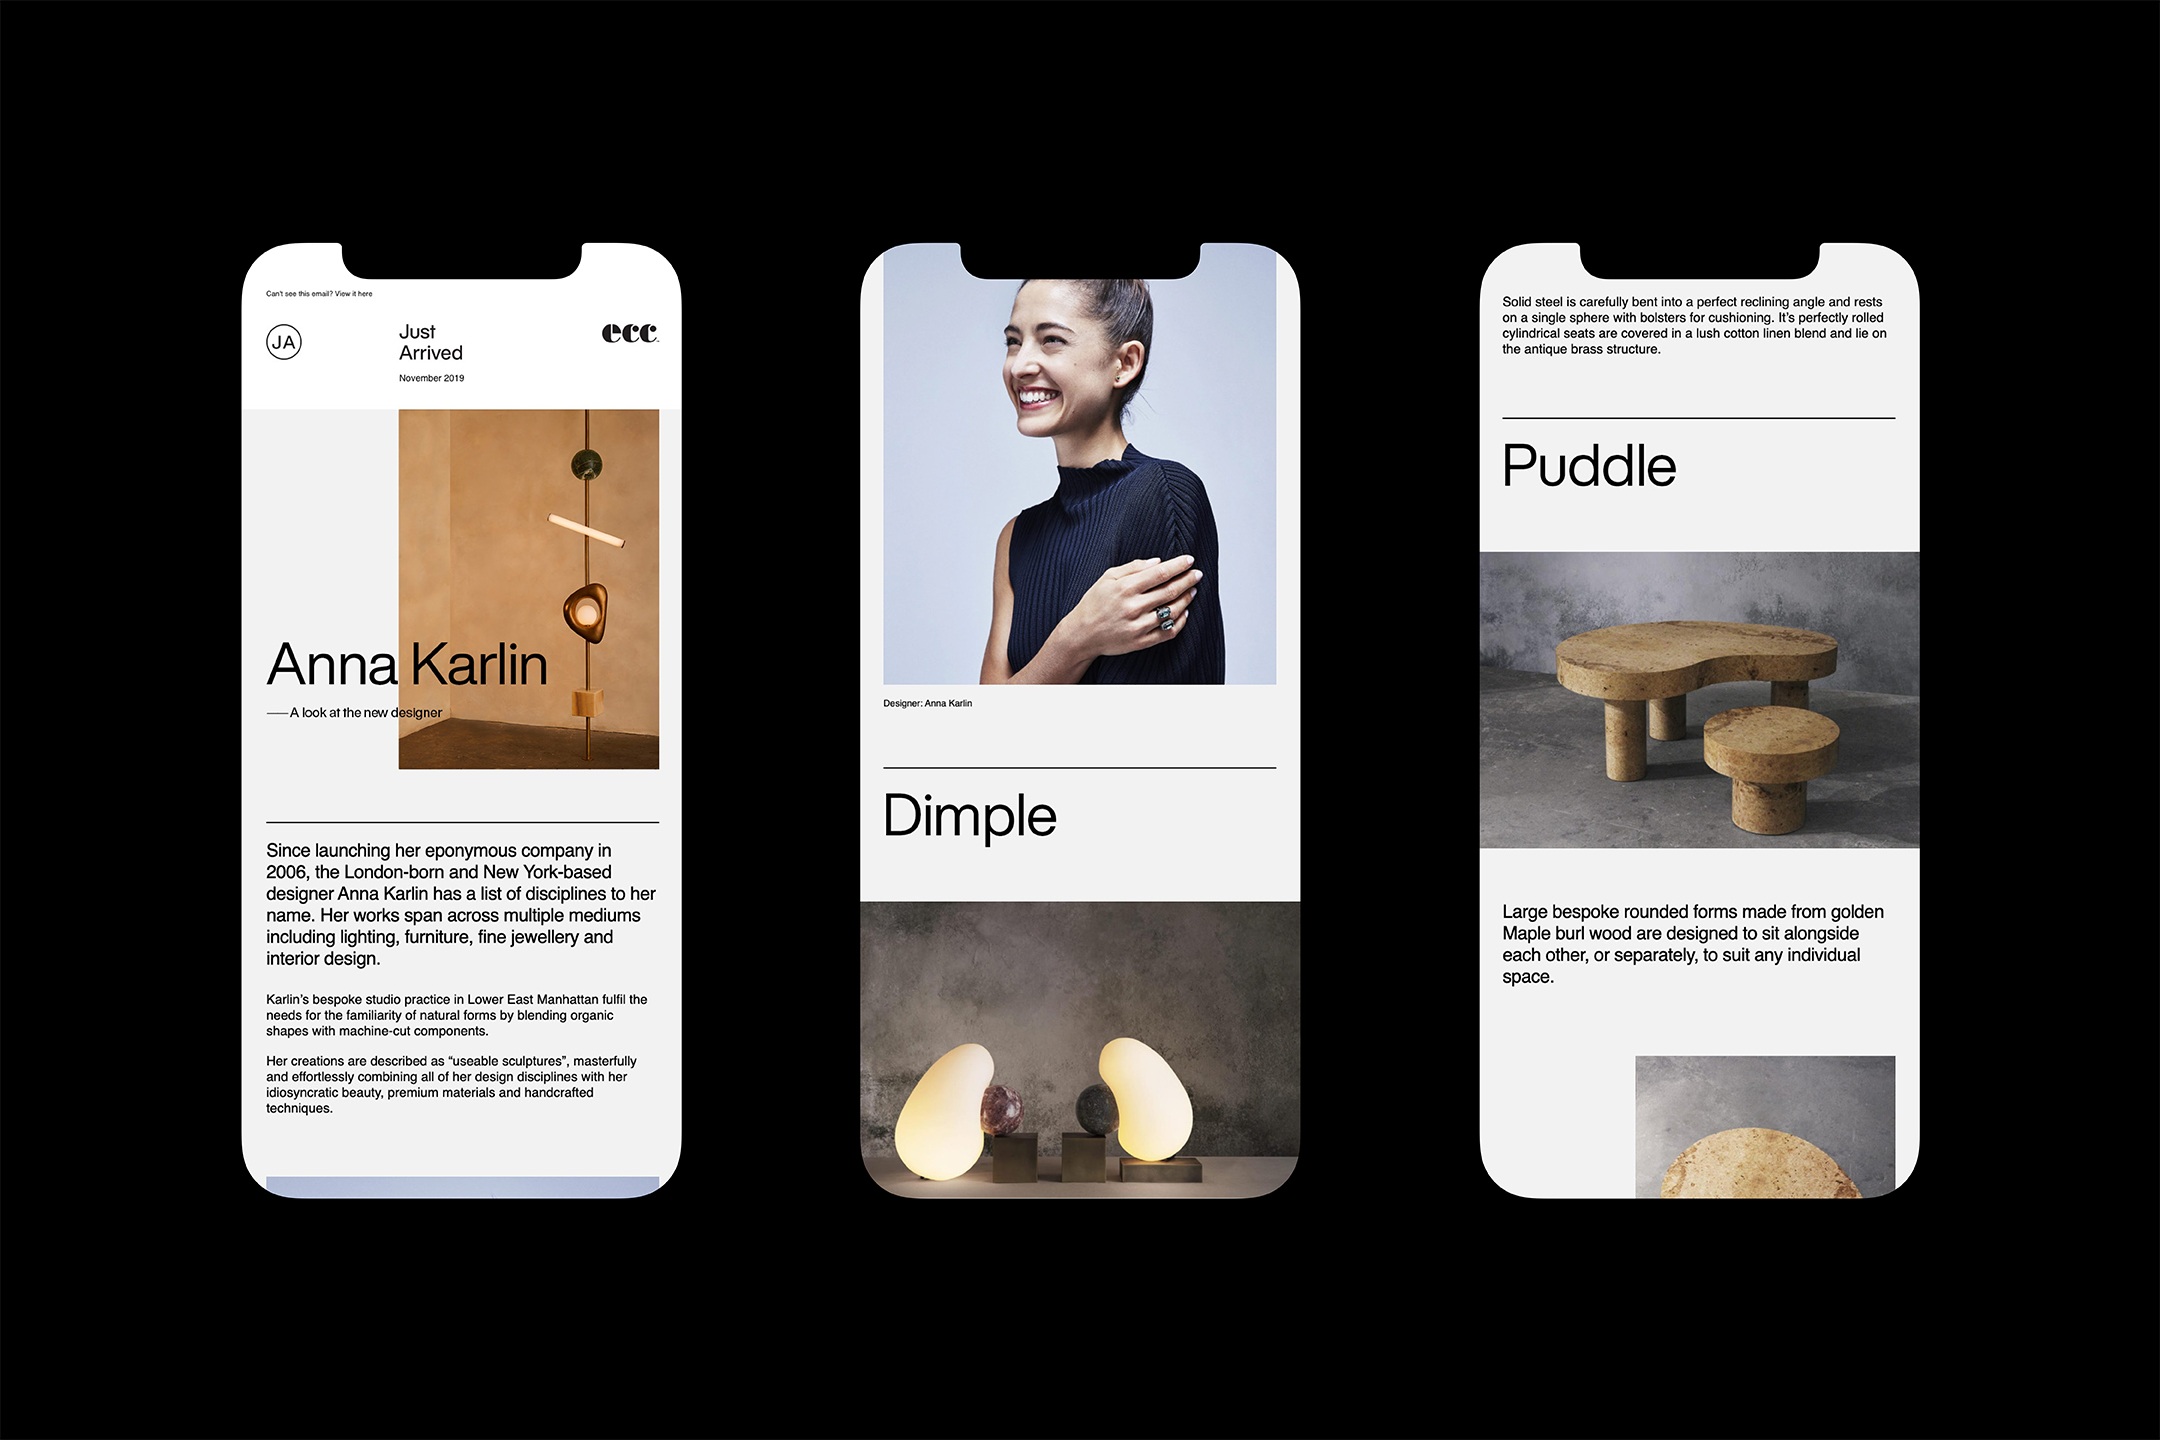 Can't see this email? View it here
JA
Just
Arrived
ecc.
November 2019
Anna Karlin
—A look at the new designer
Since launching her eponymous company in
2006, the London-born and New York-based
designer Anna Karlin has a list of disciplines to her
name. Her works span across multiple mediums
including lighting, furniture, fine jewellery and
interior design.
Karlin's bespoke studio practice in Lower East Manhattan fulfil the
needs for the familiarity of natural forms by blending organic
shapes with machine-cut components.
Her creations are described as "useable sculptures", masterfully
and effortlessly combining all of her design disciplines with her
idiosyncratic beauty, premium materials and handcrafted
techniques.
Designer: Anna Karlin
Dimple
Solid steel is carefully bent into a perfect reclining angle and rests
on a single sphere with bolsters for cushioning. It's perfectly rolled
cylindrical seats are covered in a lush cotton linen blend and lie on
the antique brass structure.
Puddle
Large bespoke rounded forms made from golden
Maple burl wood are designed to sit alongside
each other, or separately, to suit any individual
space.